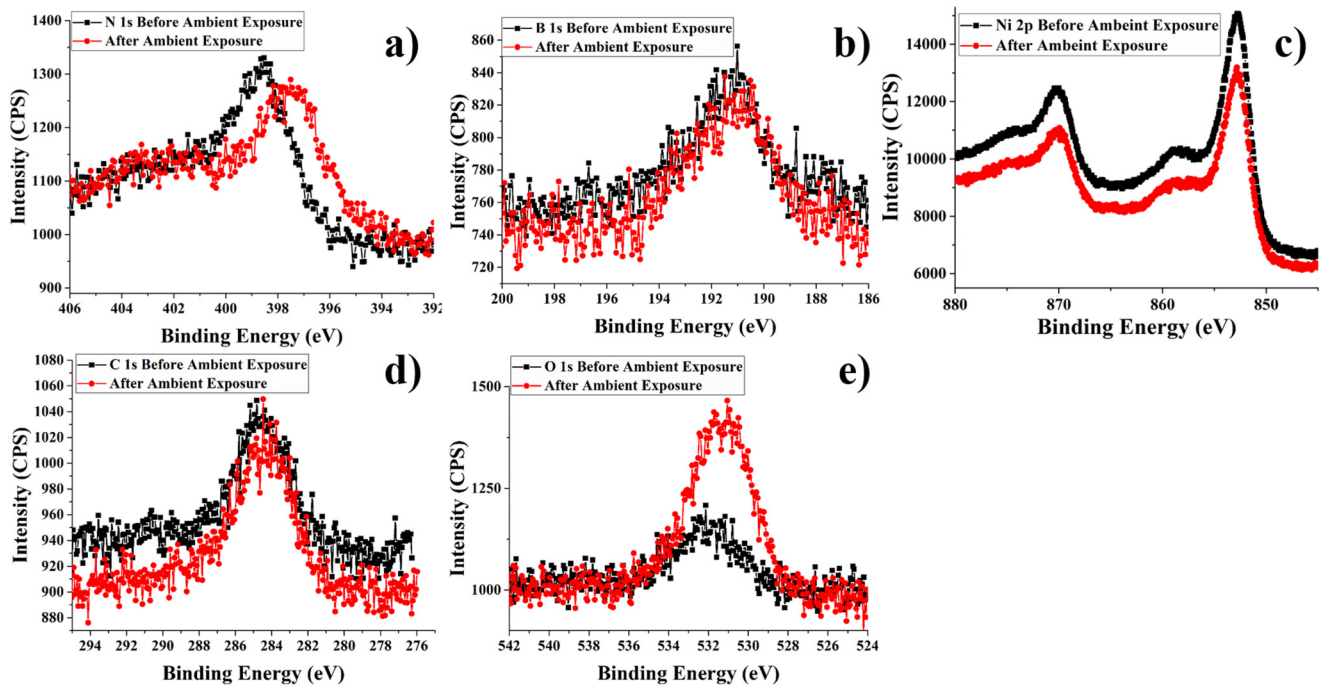 N 1s Before Ambient Exposure
After Ambient Exposure
a)
1400
1300
1200
1100
1000
900
406
404
402
400
398
396
394
392
Intensity (CPS)
Binding Energy (eV)
B 1s Before Ambient Exposure
After Ambient Exposure
b)
860
840
820
800
780
760
740
720
200
198
196
194
192
190
188
186
Intensity (CPS)
Binding Energy (eV)
Ni 2p Before Ambeint Exposure
After Ambeint Exposure
c)
14000
12000
10000
8000
6000
880
870
860
850
Intensity (CPS)
Binding Energy (eV)
C 1s Before Ambient Exposure
After Ambient Exposure
d)
1080
1060
1040
1020
1000
980
960
940
920
900
880
294
292
290
288
286
284
282
280
278
276
Intensity (CPS)
Binding Energy (eV)
O 1s Before Ambient Exposure
After Ambient Exposure
e)
1500
1250
1000
542
540
538
536
534
532
530
528
526
524
Intensity (CPS)
Binding Energy (eV)